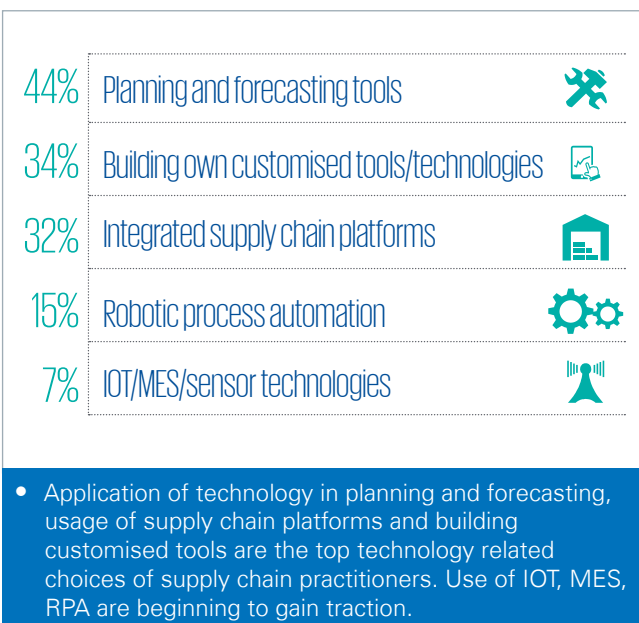 44% Planning and forecasting tools
34% Building own customised tools/technologies
32% Integrated supply chain platforms
15% Robotic process automation
7% IOT/MES/sensor technologies
• Application of technology in planning and forecasting,
usage of supply chain platforms and building
customised tools are the top technology related
choices of supply chain practitioners. Use of IOT, MES,
RPA are beginning to gain traction.